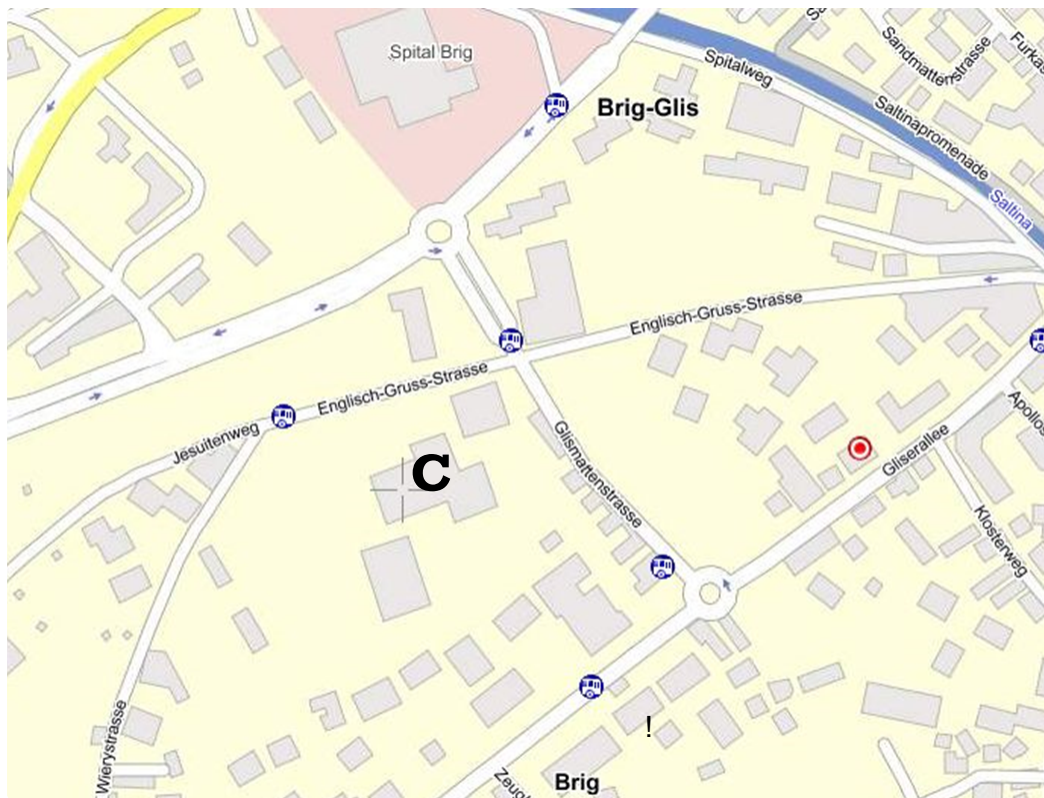 Spital Brig
Brig-Glis
Spitalweg
Sandmattenstrasse
Saltinapromenade
Saltina
Englisch-Gruss-Strasse
Englisch-Gruss-Strasse
Jesuitenweg
C
Glismattenstrasse
Gliserallee
Klosterweg
Wierystrasse
!
Brig